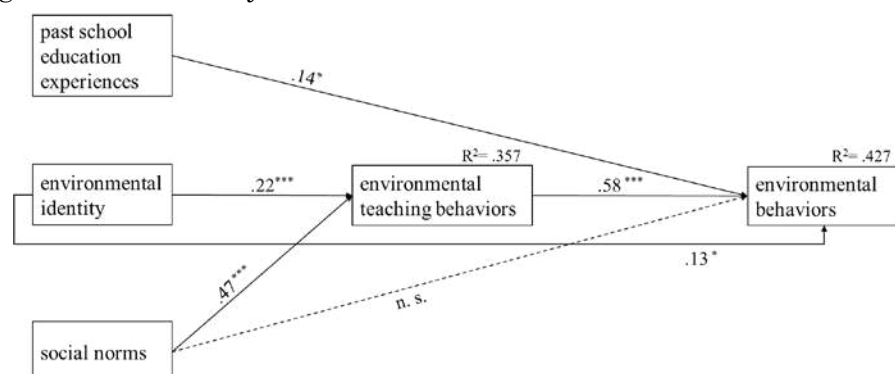 past school
education
experiences
.14*
R²= .357
R²= .427
environmental
identity
.22***
environmental
teaching behaviors
.58 ***
environmental
behaviors
.13 *
.47***
n. s.
social norms